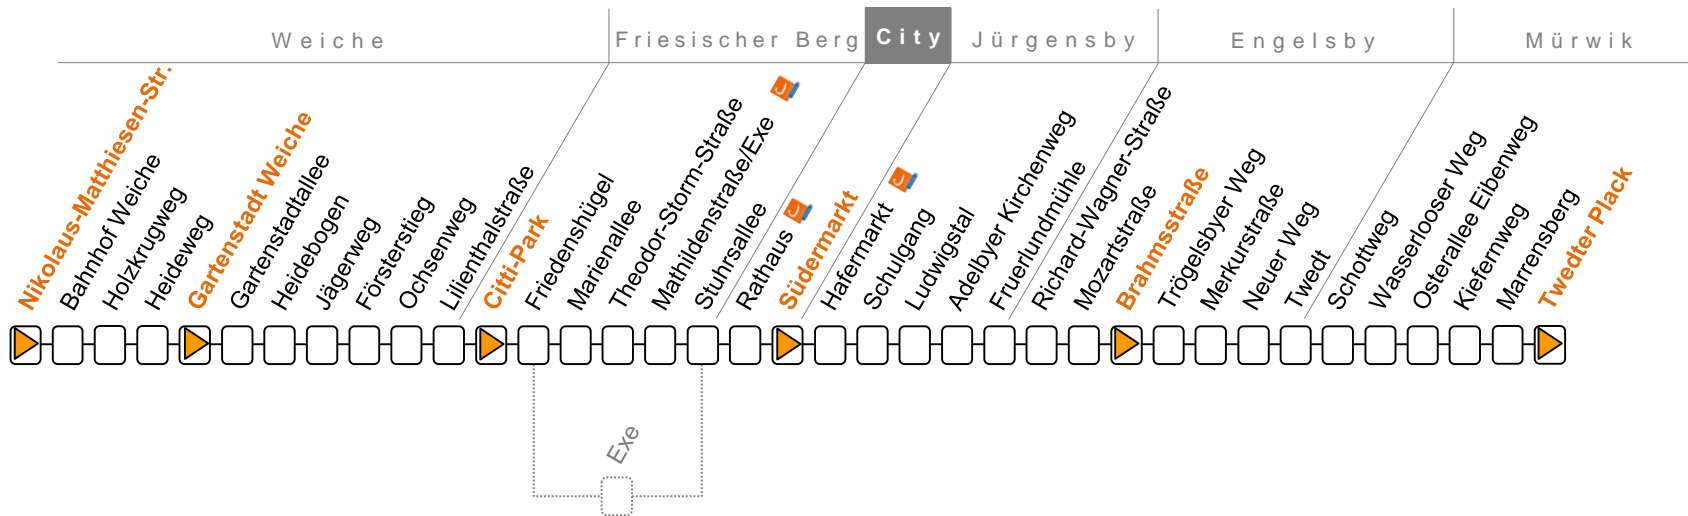 Weiche
Friesischer Berg
City
Jürgensby
Engelsby
Mürwik
Nikolaus-Matthiesen-Str.
Bahnhof Weiche
Holzkrugweg
Heideweg
Gartenstadt Weiche
Gartenstadtallee
Heidebogen
Jägerweg
Försterstieg
Ochsenweg
Lilienthalstraße
Citti-Park
Friedenshügel
Marienallee
Theodor-Storm-Straße
Mathildenstraße/Exe
Stuhrsallee
Rathaus
Südermarkt
Hafermarkt
Schulgang
Ludwigstal
Adelbyer Kirchenweg
Fruerlundmühle
Richard-Wagner-Straße
Mozartstraße
Brahmsstraße
Trögelsbyer Weg
Merkurstraße
Neuer Weg
Twedt
Schottweg
Wasserlooser Weg
Osterallee Eibenweg
Kiefernweg
Marrensberg
Twedter Plack
Exe